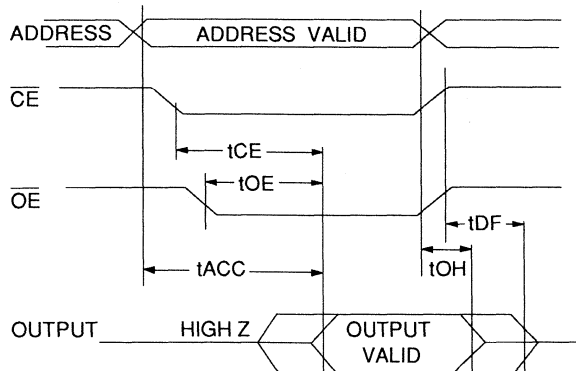 ADDRESS ADDRESS VALID
CE
tCE
tOE
OE
tDF
tACC
tOH
OUTPUT HIGH Z OUTPUT
VALID